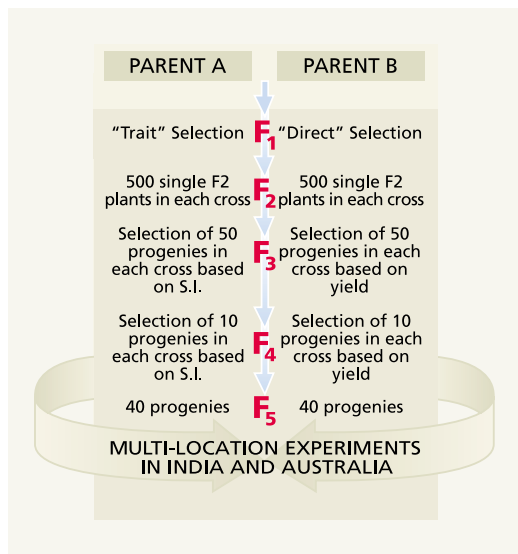 PARENT A PARENT B
"Trait" Selection F1 "Direct" Selection
500 single F2
plants in each cross
F2
500 single F2
plants in each cross
Selection of 50
progenies in
each cross based
on S.I.
F3
Selection of 50
progenies in
each cross based on
yield
Selection of 10
progenies in
each cross based
on S.I.
F4
Selection of 10
progenies in
each cross based on
yield
40 progenies F5 40 progenies
MULTI-LOCATION EXPERIMENTS
IN INDIA AND AUSTRALIA